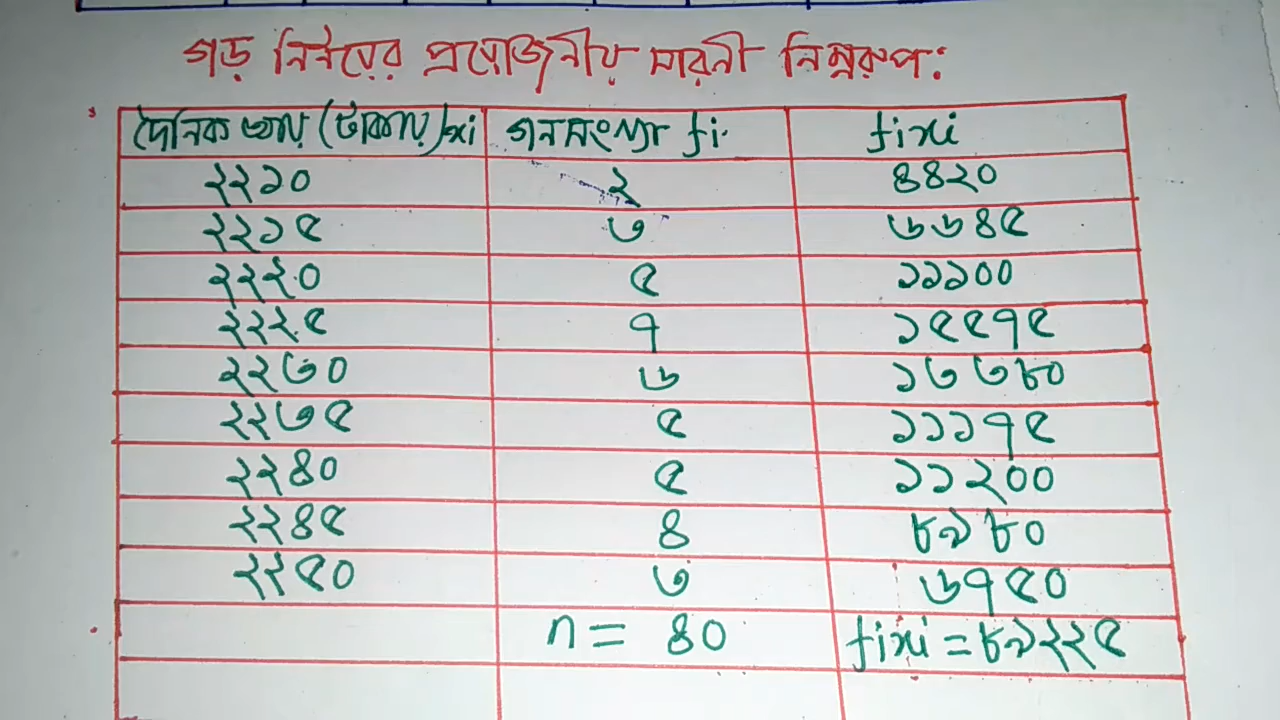 গড় নির্ণয়ের প্রয়োজনীয় সারনী নিম্নরুপ:
দৈনিক আয় (টাকায়) xi গনসংখ্যা fi. fixi
২২১০ ২ ৪৪২০
২২১৫ ৩ ৬৬৪৫
২২২০ ৫ ১১১০০
২২২৫ ৭ ১৫৫৭৫
২২৩০ ৬ ১৩৩৮০
২২৩৫ ৫ ১১১৭৫
২২৪০ ৫ ১১২০০
২২৪৫ ৪ ৮৯৮০
২২৫০ ৩ ৬৭৫০
n = ৪০ fixi = ৮৯২২৫